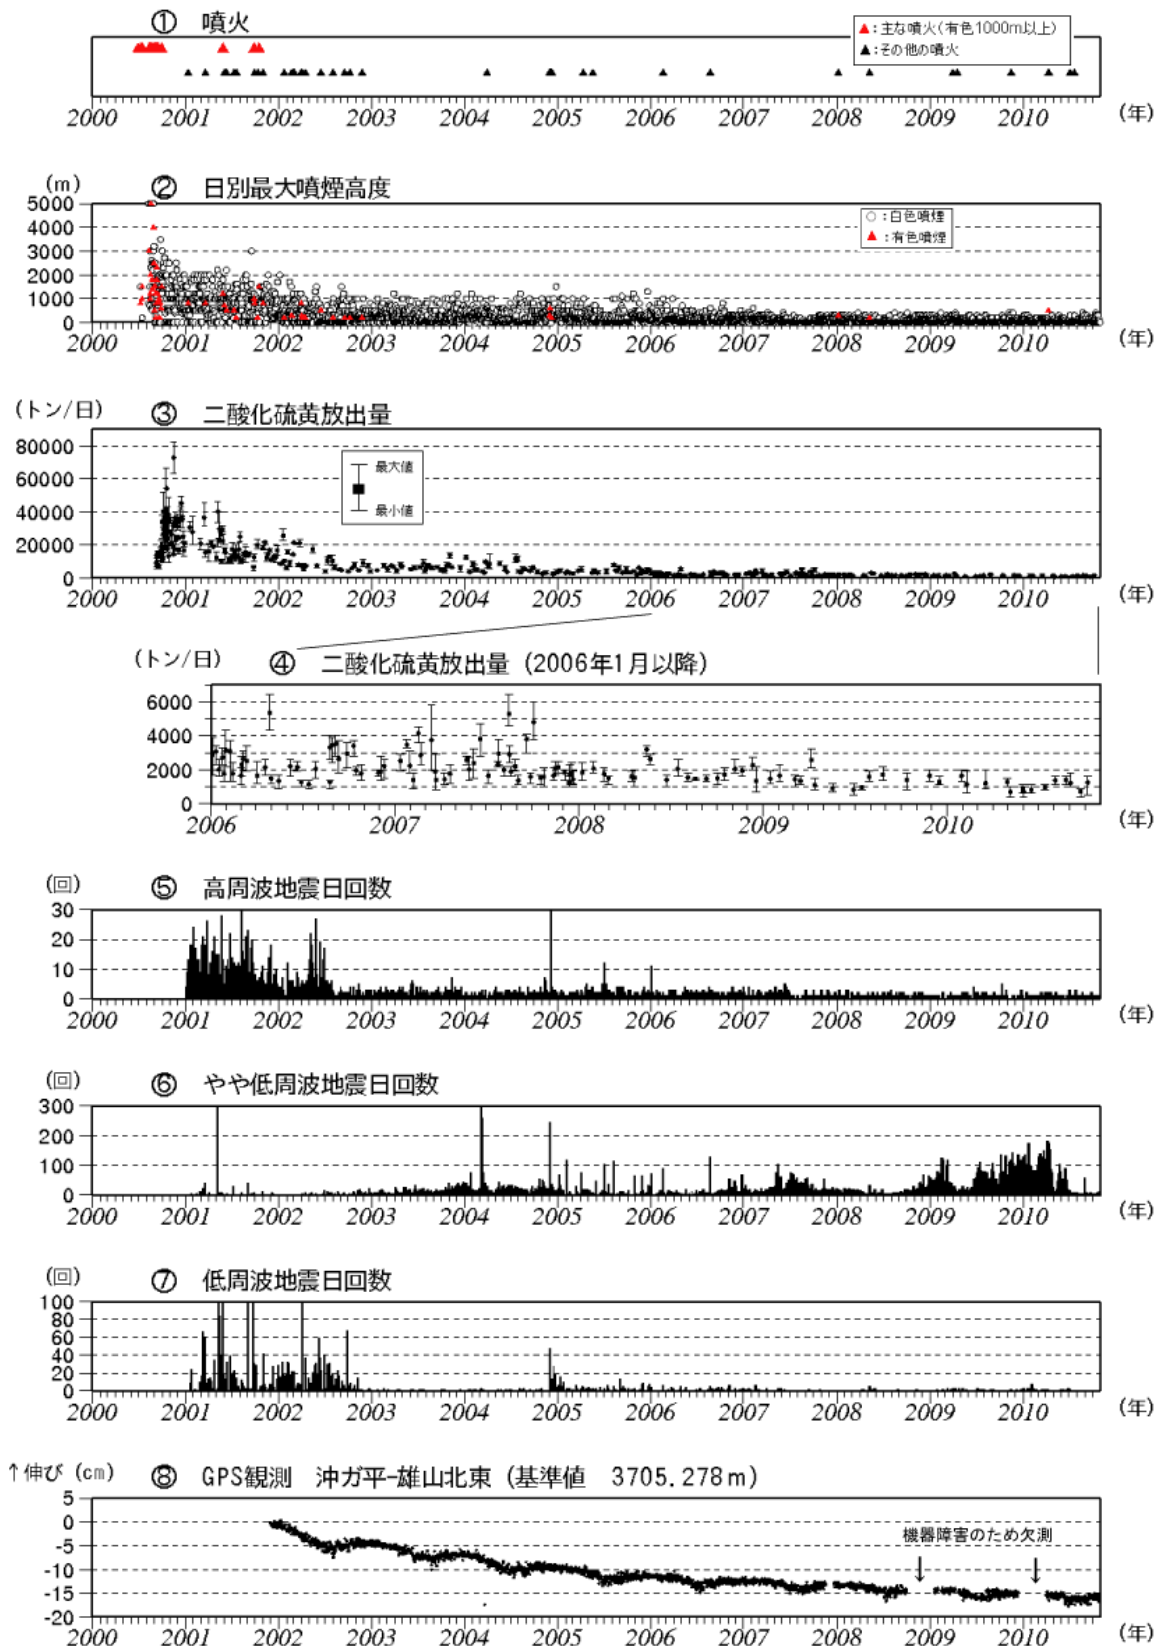 ① 噴火
▲:主な噴火(有色1000m以上)
▲:その他の噴火
2000 2001 2002 2003 2004 2005 2006 2007 2008 2009 2010 (年)
(m) ② 日別最大噴煙高度
5000
4000
3000
2000
1000
0
○:白色噴煙
▲:有色噴煙
2000 2001 2002 2003 2004 2005 2006 2007 2008 2009 2010 (年)
(トン/日) ③ 二酸化硫黄放出量
80000
60000
40000
20000
0
最大値
最小値
2000 2001 2002 2003 2004 2005 2006 2007 2008 2009 2010 (年)
(トン/日) ④ 二酸化硫黄放出量 (2006年1月以降)
6000
4000
2000
0
2006 2007 2008 2009 2010 (年)
(回) ⑤ 高周波地震日回数
30
20
10
0
2000 2001 2002 2003 2004 2005 2006 2007 2008 2009 2010 (年)
(回) ⑥ やや低周波地震日回数
300
200
100
0
2000 2001 2002 2003 2004 2005 2006 2007 2008 2009 2010 (年)
(回) ⑦ 低周波地震日回数
100
80
60
40
20
0
2000 2001 2002 2003 2004 2005 2006 2007 2008 2009 2010 (年)
↑伸び (cm) ⑧ GPS観測 沖ガ平-雄山北東 (基準値 3705.278m)
5
0
-5
-10
-15
-20
機器障害のため欠測
2000 2001 2002 2003 2004 2005 2006 2007 2008 2009 2010 (年)